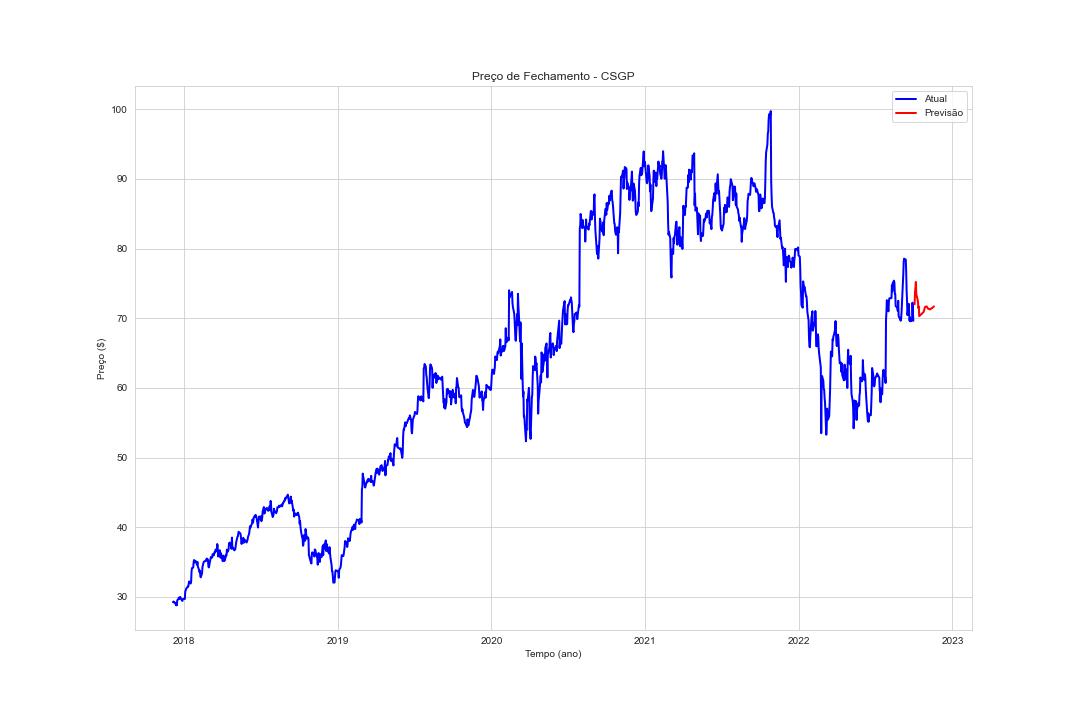 Preço de Fechamento - CSGP
Atual
Previsão
100
90
80
70
60
50
40
30
Preço ($)
2018 2019 2020 2021 2022 2023
Tempo (ano)